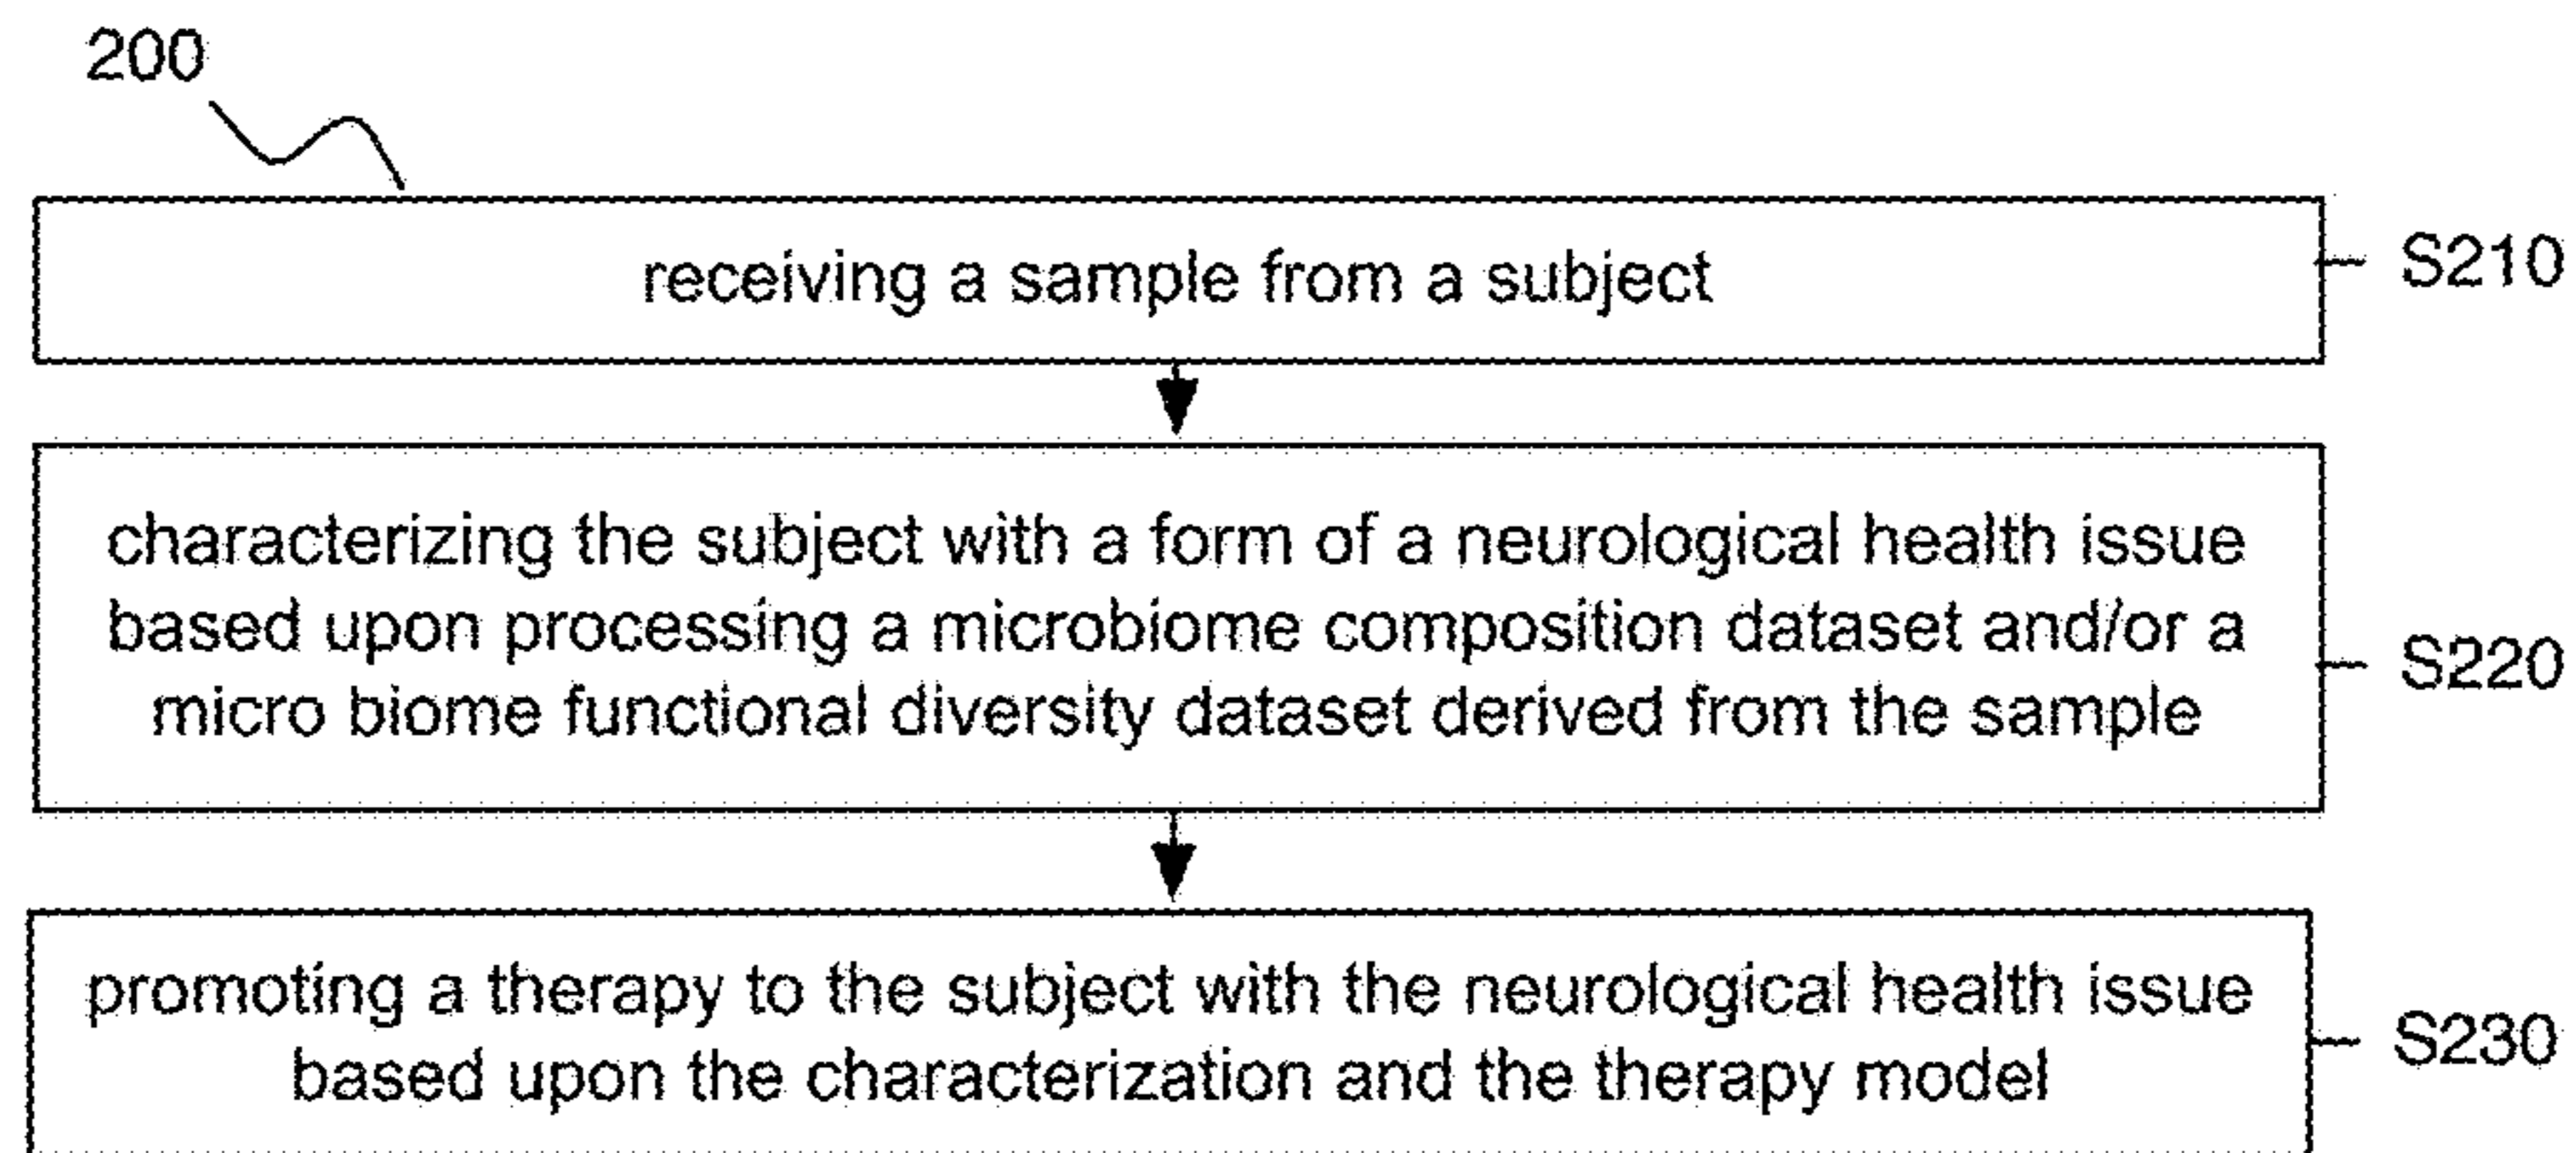 200
receiving a sample from a subject
S210
characterizing the subject with a form of a neurological health issue
based upon processing a microbiome composition dataset and/or a
micro biome functional diversity dataset derived from the sample
S220
promoting a therapy to the subject with the neurological health issue
based upon the characterization and the therapy model
S230